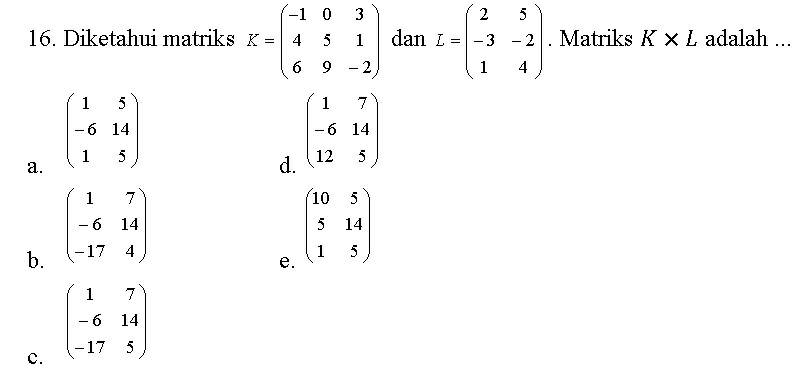 16. Diketahui matriks K = (−1 0 3
4 5 1
6 9 −2) dan L = (2 5
−3 −2
1 4). Matriks K × L adalah ...
a. (1 5
−6 14
1 5)
b. (1 7
−6 14
−17 4)
c. (1 7
−6 14
−17 5)
d. (1 7
−6 14
12 5)
e. (10 5
5 14
1 5)